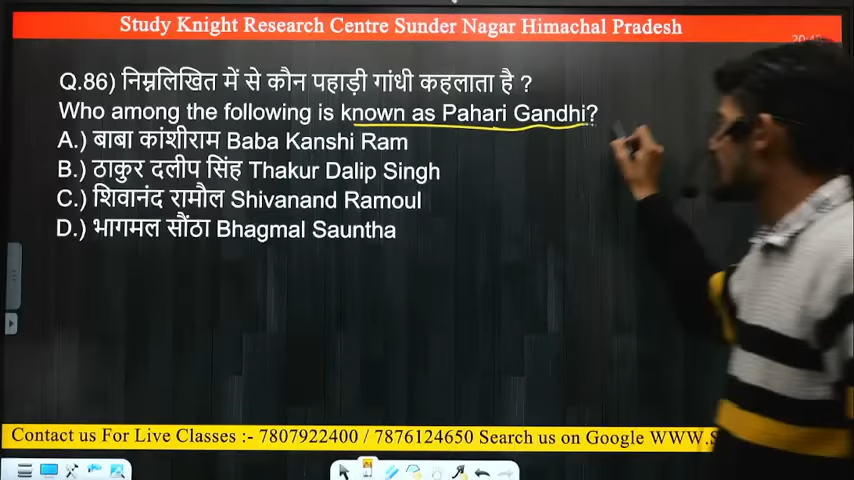 Study Knight Research Centre Sunder Nagar Himachal Pradesh
Q.86) निम्नलिखित में से कौन पहाड़ी गांधी कहलाता है ?
Who among the following is known as Pahari Gandhi?
A.) बाबा कांशीराम Baba Kanshi Ram
B.) ठाकुर दलीप सिंह Thakur Dalip Singh
C.) शिवानंद रामौल Shivanand Ramoul
D.) भागमल सौंठा Bhagmal Sauntha
Contact us For Live Classes :- 7807922400 / 7876124650 Search us on Google